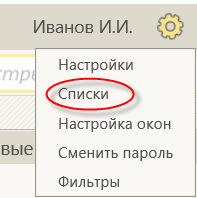 Иванов И.И.
Настройки
Списки
Настройка окон
Сменить пароль
Фильтры